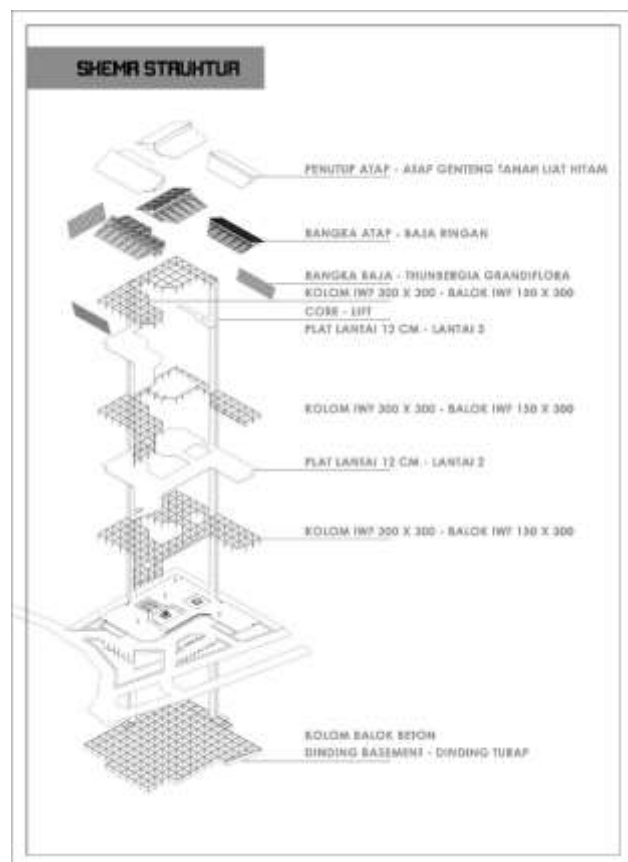 SKEMA STRUKTUR
PENUTUP ATAP - ATAP GENTENG TANAH LIAT HITAM
RANGKA ATAP - BAJA RINGAN
RANGKA BAJA - THUNBERGIA GRANDIFLORA
KOLOM IWF 300 X 300 - BALOK IWF 150 X 300
CORE - LIFT
PLAT LANTAI 12 CM - LANTAI 3
KOLOM IWF 300 X 300 - BALOK IWF 150 X 300
PLAT LANTAI 12 CM - LANTAI 2
KOLOM IWF 300 X 300 - BALOK IWF 150 X 300
KOLOM BALOK BETON
DINDING BASEMENT - DINDING TURAP